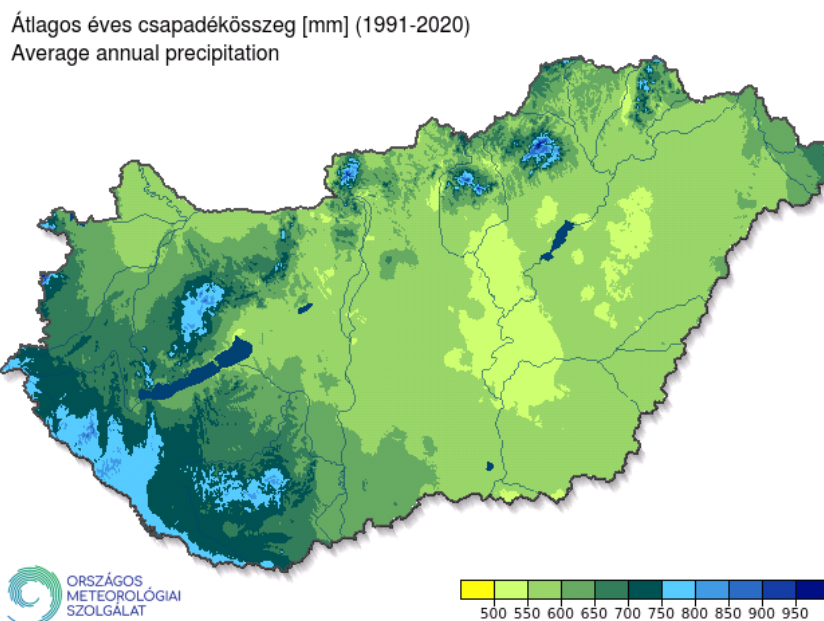 Átlagos éves csapadékösszeg [mm] (1991-2020)
Average annual precipitation
ORSZÁGOS
METEOROLÓGIAI
SZOLGÁLAT
500 550 600 650 700 750 800 850 900 950